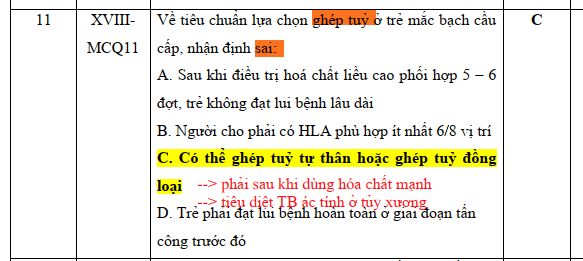 11 XVIII- Về tiêu chuẩn lựa chọn ghép tuỷ ở trẻ mắc bạch cầu C
MCQ11 cấp, nhận định sai:
A. Sau khi điều trị hoá chất liều cao phối hợp 5 – 6
đợt, trẻ không đạt lui bệnh lâu dài
B. Người cho phải có HLA phù hợp ít nhất 6/8 vị trí
C. Có thể ghép tuỷ tự thân hoặc ghép tuỷ đồng
loại --> phải sau khi dùng hóa chất mạnh
--> tiêu diệt TB ác tính ở tủy xương
D. Trẻ phải đạt lui bệnh hoàn toàn ở giai đoạn tấn
công trước đó